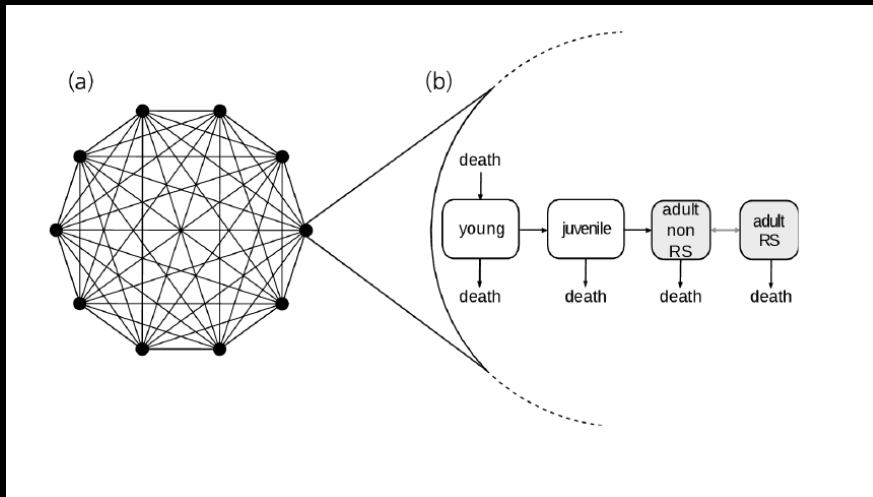 (a)
(b)
death
young
juvenile
adult
non
RS
adult
RS
death
death
death
death